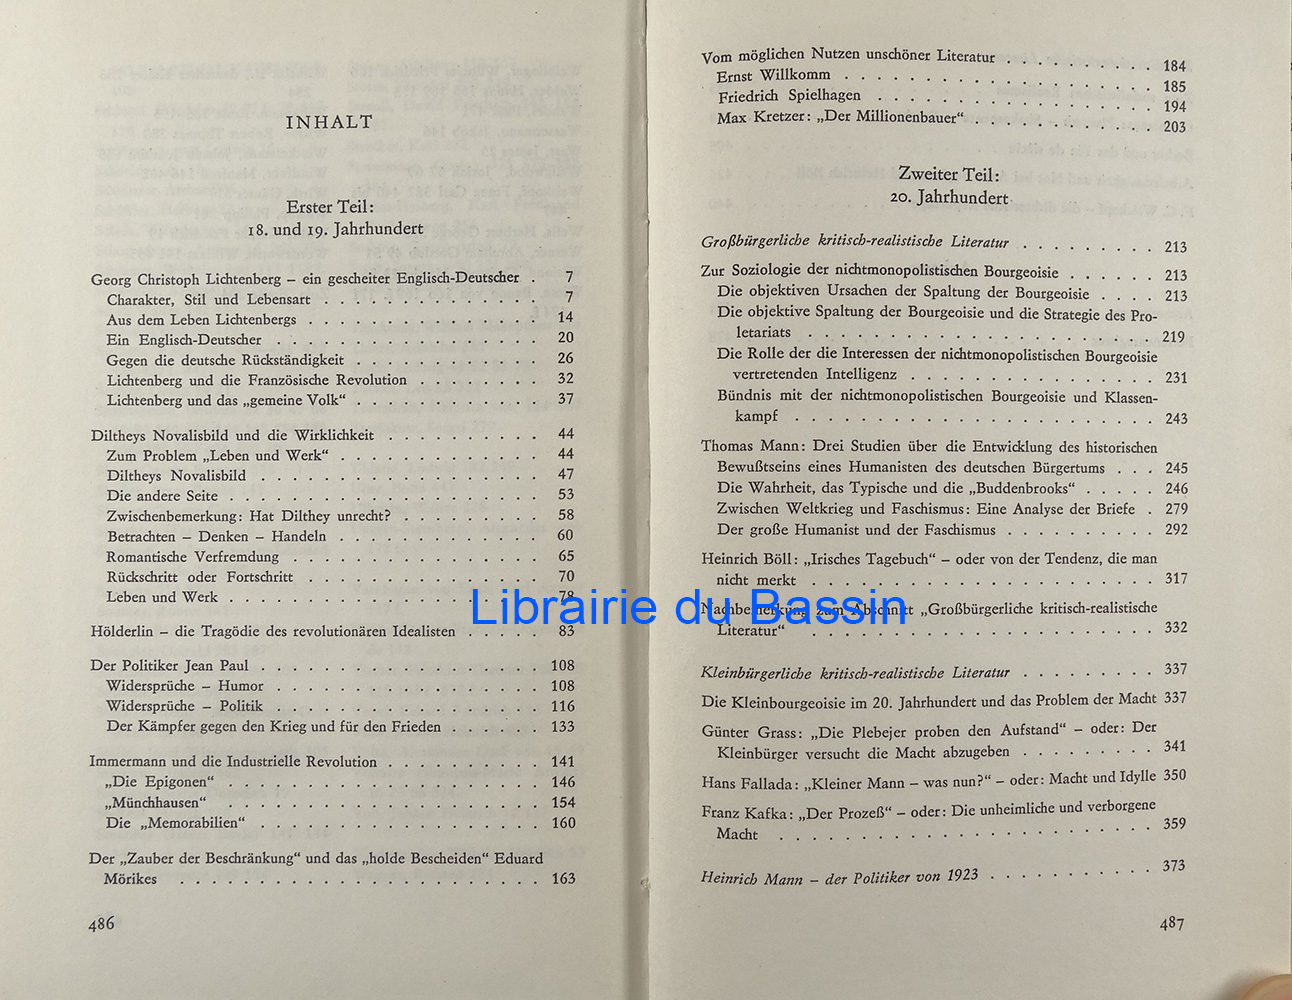 INHALT
Erster Teil:
18. und 19. Jahrhundert
Georg Christoph Lichtenberg – ein gescheiter Englisch-Deutscher . 7
Charakter, Stil und Lebensart . . . . . . . . . . . . . . 7
Aus dem Leben Lichtenbergs . . . . . . . . . . . . . . . 14
Ein Englisch-Deutscher . . . . . . . . . . . . . . . . . 20
Gegen die deutsche Rückständigkeit . . . . . . . . . . . . 26
Lichtenberg und die Französische Revolution . . . . . . . . 32
Lichtenberg und das „gemeine Volk“ . . . . . . . . . . . . 37
Diltheys Novalisbild und die Wirklichkeit . . . . . . . . . . 44
Zum Problem „Leben und Werk“ . . . . . . . . . . . . . 44
Diltheys Novalisbild . . . . . . . . . . . . . . . . . . 47
Die andere Seite . . . . . . . . . . . . . . . . . . . . 53
Zwischenbemerkung: Hat Dilthey unrecht? . . . . . . . . . 58
Betrachten – Denken – Handeln . . . . . . . . . . . . . 60
Romantische Verfremdung . . . . . . . . . . . . . . . . 65
Rückschritt oder Fortschritt . . . . . . . . . . . . . . . 70
Leben und Werk . . . . . . . . . . . . . . . . . . . . 78
Hölderlin – die Tragödie des revolutionären Idealisten . . . . . 83
Der Politiker Jean Paul . . . . . . . . . . . . . . . . . . 108
Widersprüche – Humor . . . . . . . . . . . . . . . . . 108
Widersprüche – Politik . . . . . . . . . . . . . . . . . 116
Der Kämpfer gegen den Krieg und für den Frieden . . . . . . 133
Immermann und die Industrielle Revolution . . . . . . . . . . 141
„Die Epigonen“ . . . . . . . . . . . . . . . . . . . . 146
„Münchhausen“ . . . . . . . . . . . . . . . . . . . . 154
Die „Memorabilien“ . . . . . . . . . . . . . . . . . . 160
Der „Zauber der Beschränkung“ und das „holde Bescheiden“ Eduard
Mörikes . . . . . . . . . . . . . . . . . . . . . . . 163
486
Vom möglichen Nutzen unschöner Literatur . . . . . . . . . 184
Ernst Willkomm . . . . . . . . . . . . . . . . . . . . 185
Friedrich Spielhagen . . . . . . . . . . . . . . . . . . 194
Max Kretzer: „Der Millionenbauer“ . . . . . . . . . . . . 203
Zweiter Teil:
20. Jahrhundert
Großbürgerliche kritisch-realistische Literatur . . . . . . . . . 213
Zur Soziologie der nichtmonopolistischen Bourgeoisie . . . . . . 213
Die objektiven Ursachen der Spaltung der Bourgeoisie . . . . 213
Die objektive Spaltung der Bourgeoisie und die Strategie des Pro-
letariats . . . . . . . . . . . . . . . . . . . . . . 219
Die Rolle der die Interessen der nichtmonopolistischen Bourgeoisie
vertretenden Intelligenz . . . . . . . . . . . . . . . . 231
Bündnis mit der nichtmonopolistischen Bourgeoisie und Klassen-
kampf . . . . . . . . . . . . . . . . . . . . . . . 243
Thomas Mann: Drei Studien über die Entwicklung des historischen
Bewußtseins eines Humanisten des deutschen Bürgertums . . . 245
Die Wahrheit, das Typische und die „Buddenbrooks“ . . . . . 246
Zwischen Weltkrieg und Faschismus: Eine Analyse der Briefe . 279
Der große Humanist und der Faschismus . . . . . . . . . . 292
Heinrich Böll: „Irisches Tagebuch“ – oder von der Tendenz, die man
nicht merkt . . . . . . . . . . . . . . . . . . . . . . 317
Nachbemerkung zum Abschnitt „Großbürgerliche kritisch-realistische
Literatur“ . . . . . . . . . . . . . . . . . . . . . . 332
Kleinbürgerliche kritisch-realistische Literatur . . . . . . . . . 337
Die Kleinbourgeoisie im 20. Jahrhundert und das Problem der Macht 337
Günter Grass: „Die Plebejer proben den Aufstand“ – oder: Der
Kleinbürger versucht die Macht abzugeben . . . . . . . . . 341
Hans Fallada: „Kleiner Mann – was nun?“ – oder: Macht und Idylle 350
Franz Kafka: „Der Prozeß“ – oder: Die unheimliche und verborgene
Macht . . . . . . . . . . . . . . . . . . . . . . . . 359
Heinrich Mann – der Politiker von 1923 . . . . . . . . . . . 373
487
Librairie du Bassin